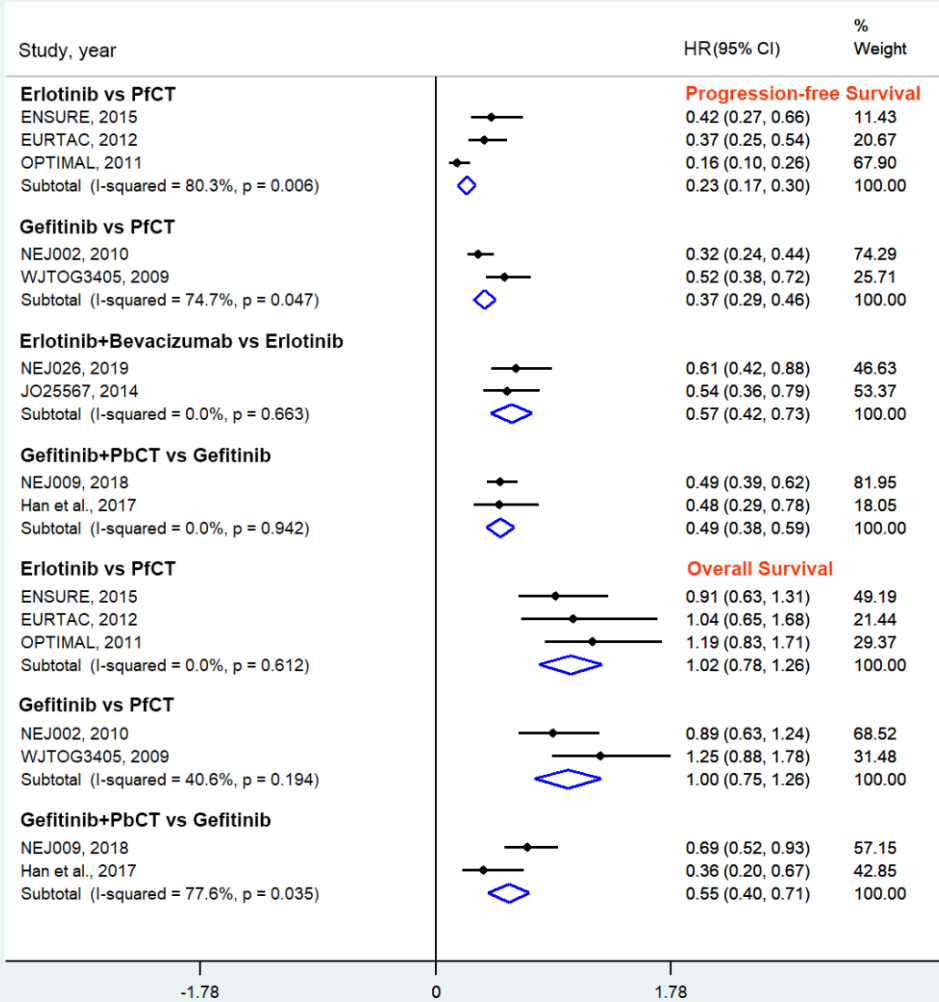 %
Study, year HR(95% CI) Weight
Erlotinib vs PfCT Progression-free Survival
ENSURE, 2015 0.42 (0.27, 0.66) 11.43
EURTAC, 2012 0.37 (0.25, 0.54) 20.67
OPTIMAL, 2011 0.16 (0.10, 0.26) 67.90
Subtotal (I-squared = 80.3%, p = 0.006) 0.23 (0.17, 0.30) 100.00
Gefitinib vs PfCT
NEJ002, 2010 0.32 (0.24, 0.44) 74.29
WJTOG3405, 2009 0.52 (0.38, 0.72) 25.71
Subtotal (I-squared = 74.7%, p = 0.047) 0.37 (0.29, 0.46) 100.00
Erlotinib+Bevacizumab vs Erlotinib
NEJ026, 2019 0.61 (0.42, 0.88) 46.63
JO25567, 2014 0.54 (0.36, 0.79) 53.37
Subtotal (I-squared = 0.0%, p = 0.663) 0.57 (0.42, 0.73) 100.00
Gefitinib+PbCT vs Gefitinib
NEJ009, 2018 0.49 (0.39, 0.62) 81.95
Han et al., 2017 0.48 (0.29, 0.78) 18.05
Subtotal (I-squared = 0.0%, p = 0.942) 0.49 (0.38, 0.59) 100.00
Erlotinib vs PfCT Overall Survival
ENSURE, 2015 0.91 (0.63, 1.31) 49.19
EURTAC, 2012 1.04 (0.65, 1.68) 21.44
OPTIMAL, 2011 1.19 (0.83, 1.71) 29.37
Subtotal (I-squared = 0.0%, p = 0.612) 1.02 (0.78, 1.26) 100.00
Gefitinib vs PfCT
NEJ002, 2010 0.89 (0.63, 1.24) 68.52
WJTOG3405, 2009 1.25 (0.88, 1.78) 31.48
Subtotal (I-squared = 40.6%, p = 0.194) 1.00 (0.75, 1.26) 100.00
Gefitinib+PbCT vs Gefitinib
NEJ009, 2018 0.69 (0.52, 0.93) 57.15
Han et al., 2017 0.36 (0.20, 0.67) 42.85
Subtotal (I-squared = 77.6%, p = 0.035) 0.55 (0.40, 0.71) 100.00
-1.78 0 1.78